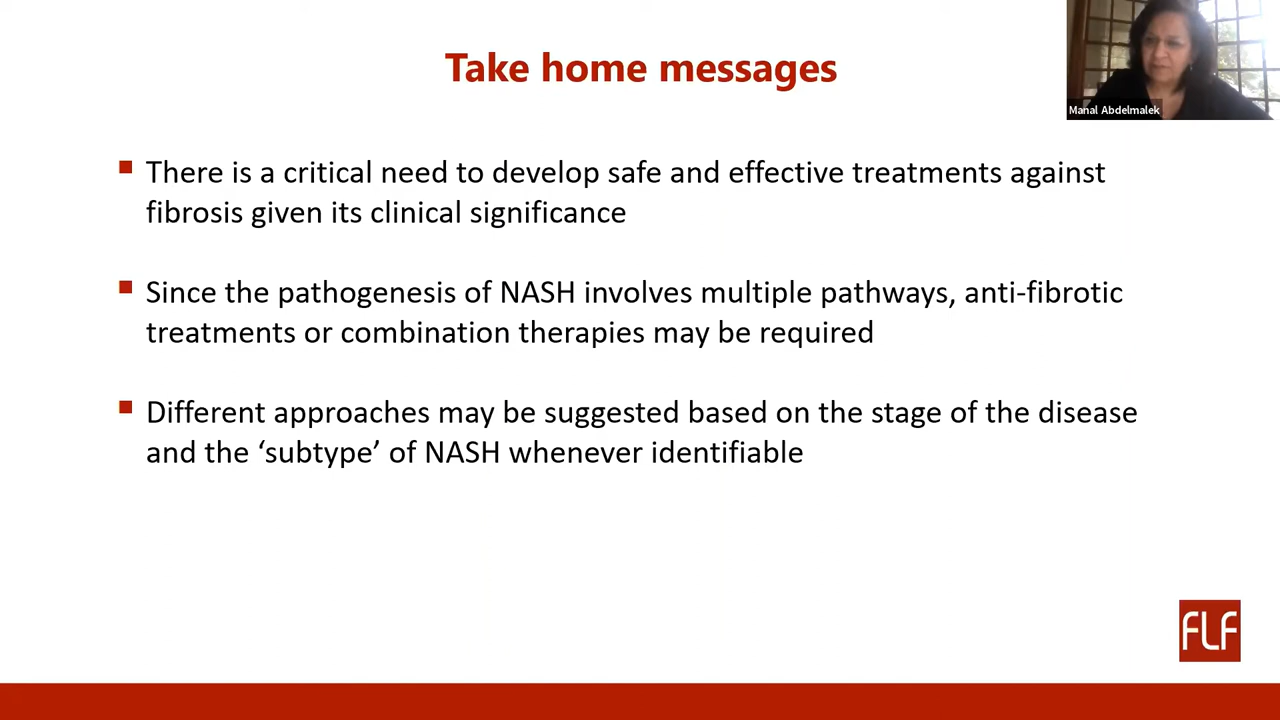 Take home messages
Manal Abdelmalek
▪ There is a critical need to develop safe and effective treatments against
fibrosis given its clinical significance
▪ Since the pathogenesis of NASH involves multiple pathways, anti-fibrotic
treatments or combination therapies may be required
▪ Different approaches may be suggested based on the stage of the disease
and the ‘subtype’ of NASH whenever identifiable
FLF